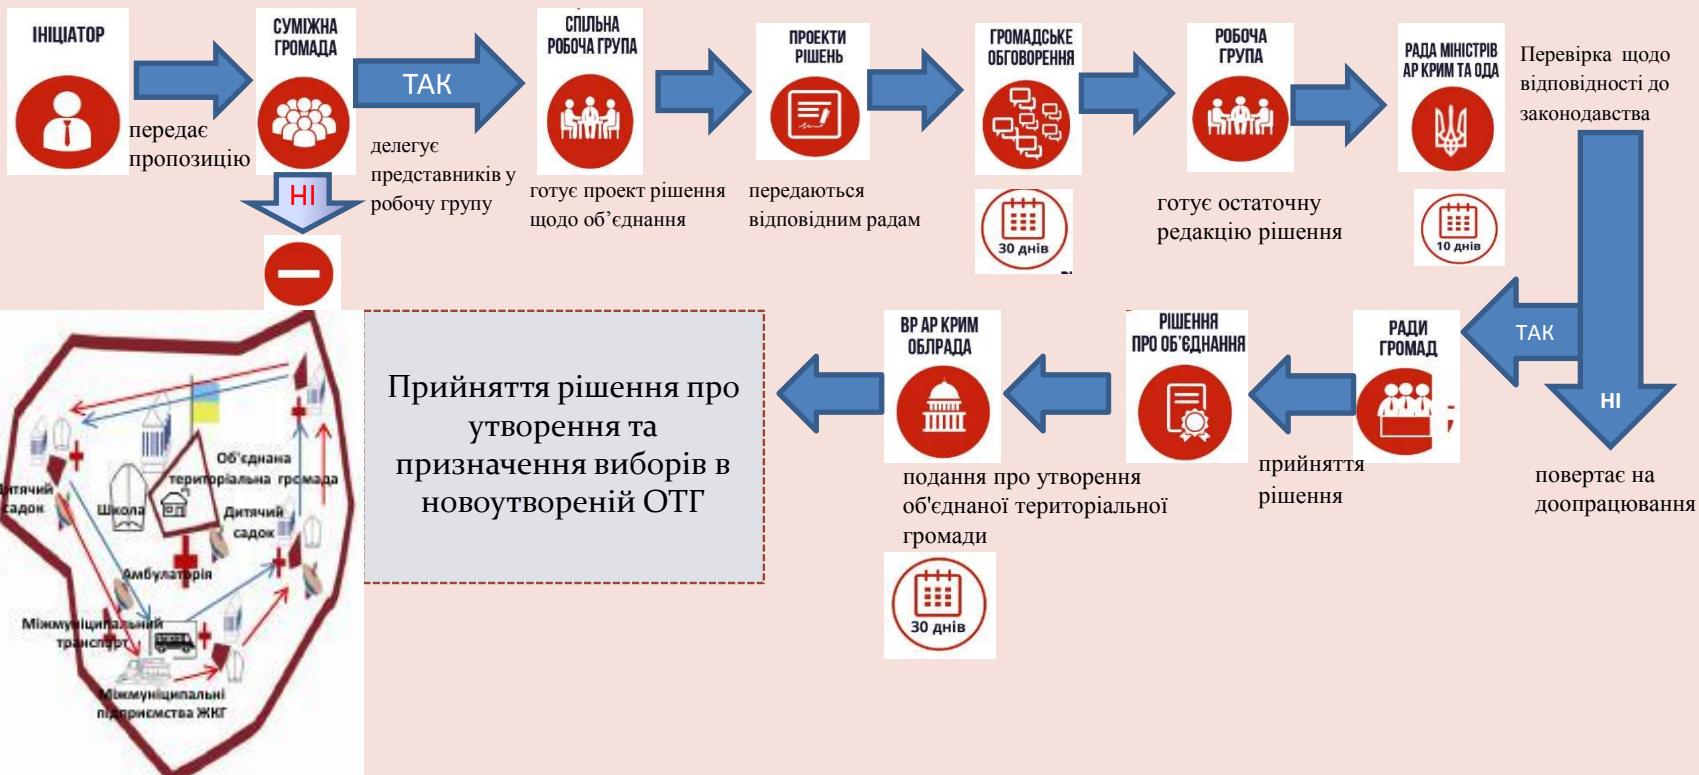 ІНІЦІАТОР
передає
пропозицію
СУМІЖНА
ГРОМАДА
НІ
ТАК
делегує
представників у
робочу групу
СПІЛЬНА
РОБОЧА ГРУПА
готує проект рішення
щодо об’єднання
ПРОЕКТИ
РІШЕНЬ
передаються
відповідним радам
ГРОМАДСЬКЕ
ОБГОВОРЕННЯ
30 днів
РОБОЧА
ГРУПА
готує остаточну
редакцію рішення
РАДА МІНІСТРІВ
АР КРИМ ТА ОДА
10 днів
Перевірка щодо
відповідності до
законодавства
НІ
повертає на
доопрацювання
ТАК
РАДИ
ГРОМАД
прийняття
рішення
РІШЕННЯ
ПРО ОБ'ЄДНАННЯ
ВР АР КРИМ
ОБЛРАДА
подання про утворення
об'єднаної територіальної
громади
30 днів
Прийняття рішення про
утворення та
призначення виборів в
новоутвореній ОТГ
Об'єднана
територіальна громада
Дитячий
садок
Школа
Дитячий
садок
Амбулаторія
Міжмуніципальний
транспорт
Міжмуніципальні
підприємства ЖКГ